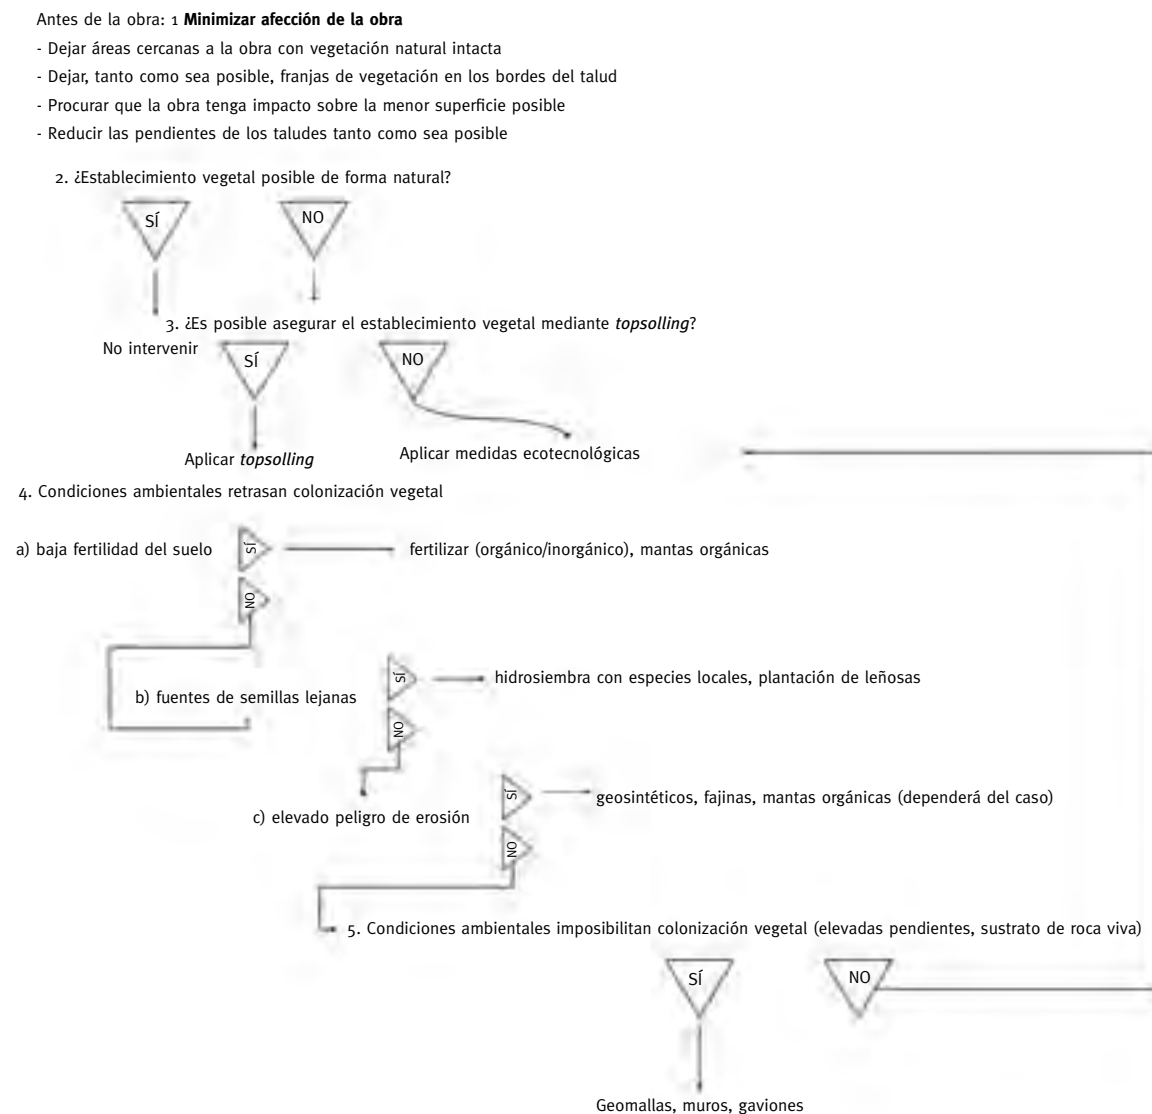 Antes de la obra: 1 Minimizar afección de la obra
- Dejar áreas cercanas a la obra con vegetación natural intacta
- Dejar, tanto como sea posible, franjas de vegetación en los bordes del talud
- Procurar que la obra tenga impacto sobre la menor superficie posible
- Reducir las pendientes de los taludes tanto como sea posible
2. ¿Establecimiento vegetal posible de forma natural?
SÍ
NO
3. ¿Es posible asegurar el establecimiento vegetal mediante topsolling?
No intervenir
SÍ
NO
Aplicar topsolling
Aplicar medidas ecotecnológicas
4. Condiciones ambientales retrasan colonización vegetal
a) baja fertilidad del suelo
SÍ
fertilizar (orgánico/inorgánico), mantas orgánicas
NO
b) fuentes de semillas lejanas
SÍ
hidrosiembra con especies locales, plantación de leñosas
NO
c) elevado peligro de erosión
SÍ
geosintéticos, fajinas, mantas orgánicas (dependerá del caso)
NO
5. Condiciones ambientales imposibilitan colonización vegetal (elevadas pendientes, sustrato de roca viva)
SÍ
NO
Geomallas, muros, gaviones